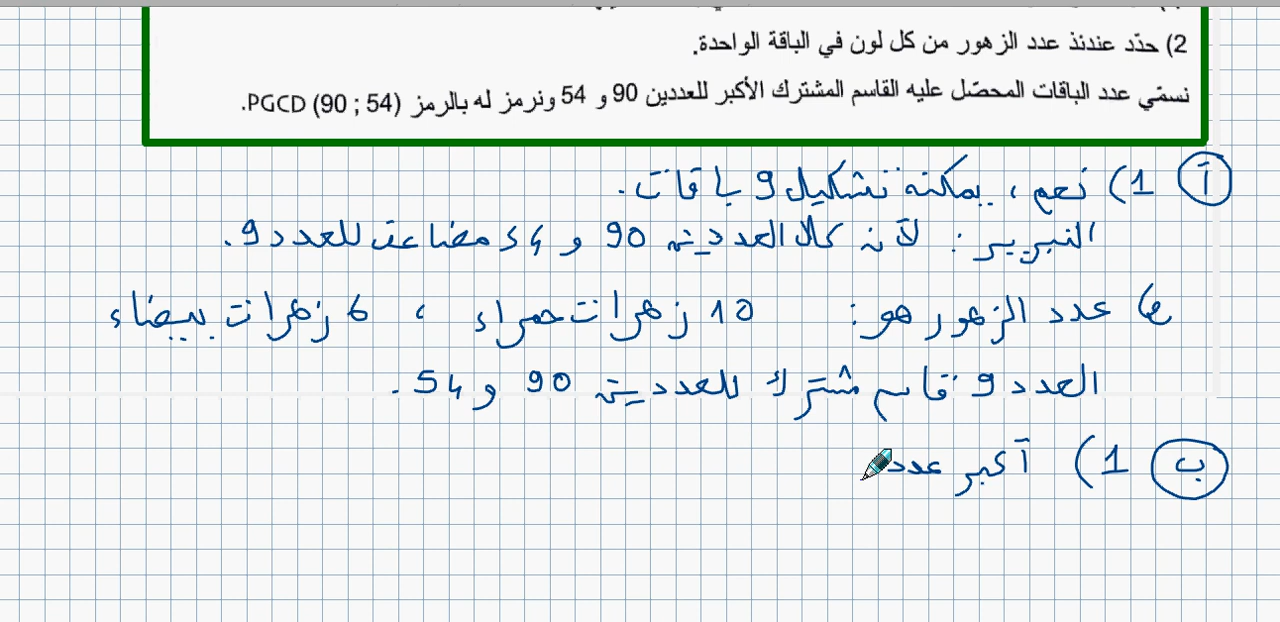 2) حدّد عندئذ عدد الزهور من كل لون في الباقة الواحدة.
نسمّي عدد الباقات المحصّل عليه القاسم المشترك الأكبر للعددين 90 و 54 ونرمز له بالرمز PGCD (90 ; 54).
أ 1) نعم ، يمكنه تشكيل 9 باقات.
التبرير : لأن كلا العددين 90 و 54 مضاعف للعدد 9.
2) عدد الزهور هو: 10 زهرات حمراء ، 6 زهرات بيضاء
العدد 9 قاسم مشترك للعددين 90 و 54.
ب 1) أكبر عدد